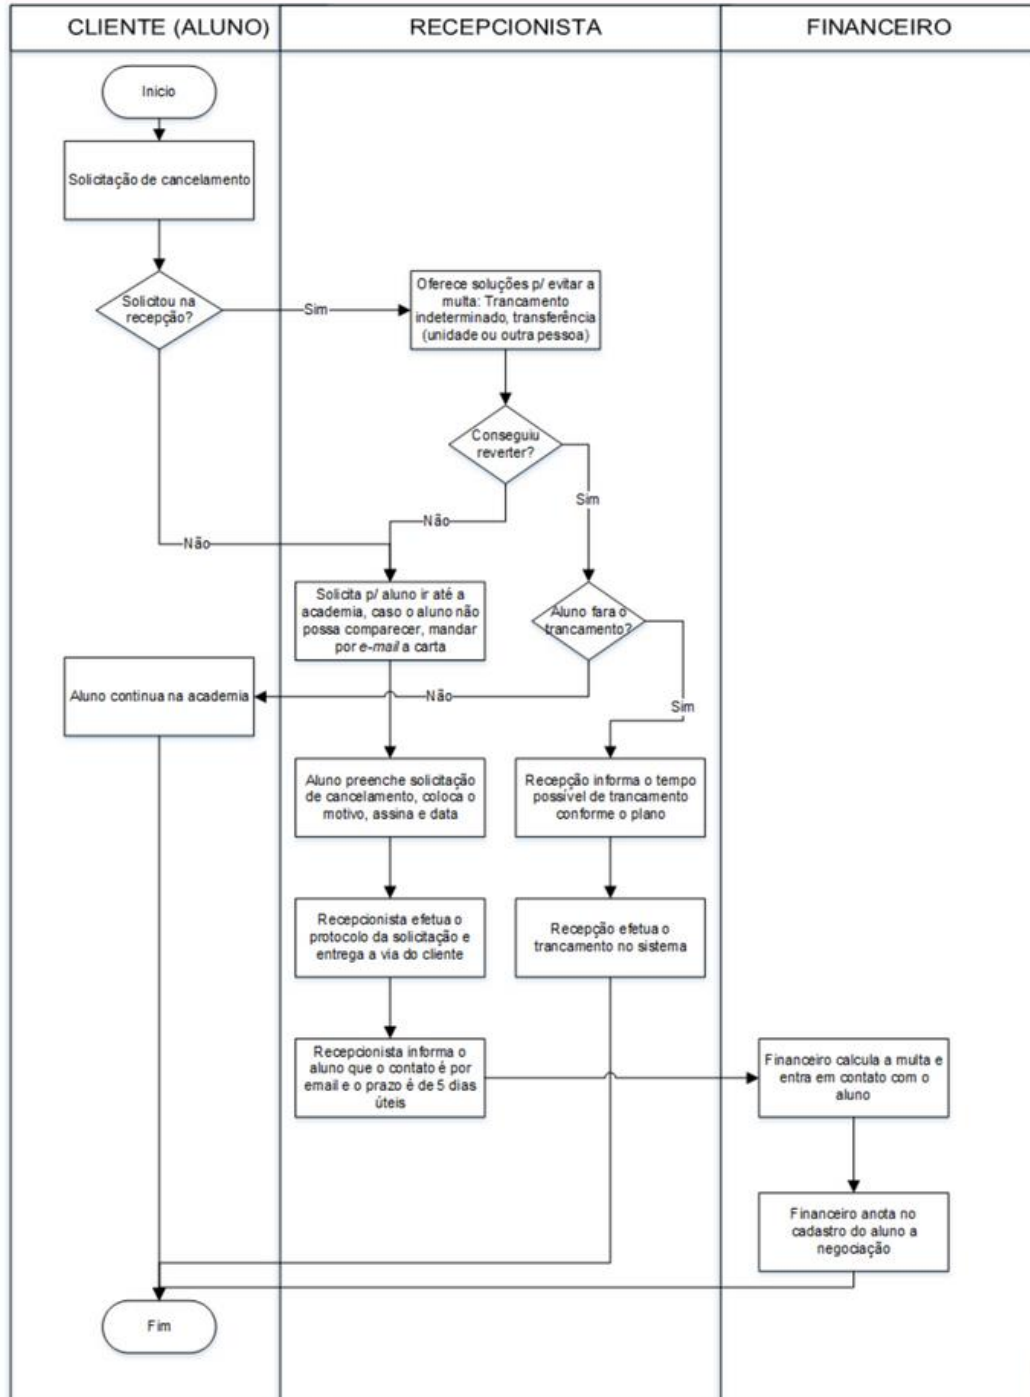 CLIENTE (ALUNO)
RECEPCIONISTA
FINANCEIRO
Inicio
Solicitação de cancelamento
Solicitou na
recepção?
Sim
Oferece soluções p/ evitar a
multa: Trancamento
indeterminado, transferência
(unidade ou outra pessoa)
Conseguiu
reverter?
Sim
Não
Não
Solicita p/ aluno ir até a
academia, caso o aluno não
possa comparecer, mandar
por e-mail a carta
Aluno fara o
trancamento?
Aluno continua na academia
Não
Sim
Aluno preenche solicitação
de cancelamento, coloca o
motivo, assina e data
Recepção informa o tempo
possível de trancamento
conforme o plano
Recepcionista efetua o
protocolo da solicitação e
entrega a via do cliente
Recepção efetua o
trancamento no sistema
Recepcionista informa o
aluno que o contato é por
email e o prazo é de 5 dias
úteis
Financeiro calcula a multa e
entra em contato com o
aluno
Financeiro anota no
cadastro do aluno a
negociação
Fim